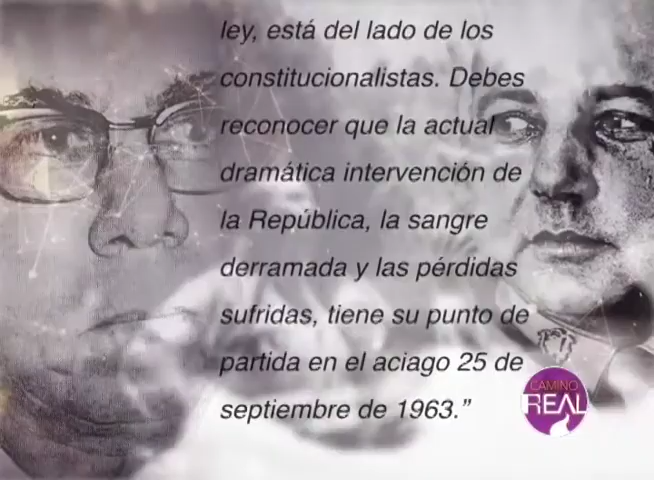 ley, está del lado de los
constitucionalistas. Debes
reconocer que la actual
dramática intervención de
la República, la sangre
derramada y las pérdidas
sufridas, tiene su punto de
partida en el aciago 25 de
septiembre de 1963.”
CAMINO
REAL